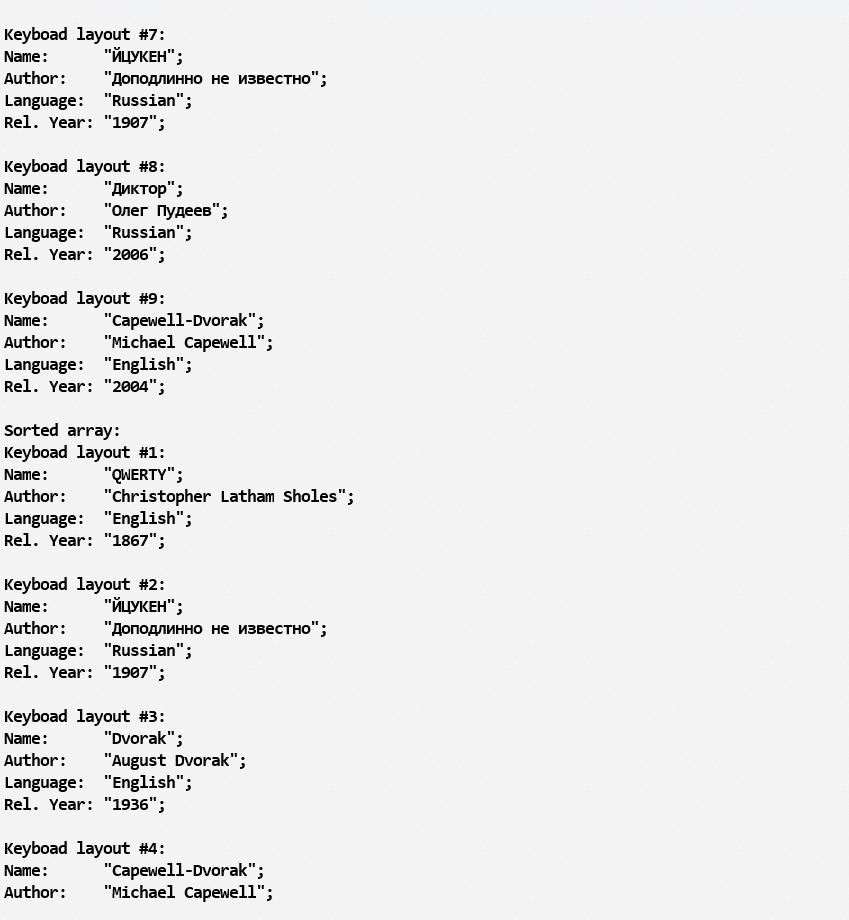 Keyboad layout #7:
Name:      "ЙЦУКЕН";
Author:    "Доподлинно не известно";
Language:  "Russian";
Rel. Year: "1907";
Keyboad layout #8:
Name:      "Диктор";
Author:    "Олег Пудеев";
Language:  "Russian";
Rel. Year: "2006";
Keyboad layout #9:
Name:      "Capewell-Dvorak";
Author:    "Michael Capewell";
Language:  "English";
Rel. Year: "2004";
Sorted array:
Keyboad layout #1:
Name:      "QWERTY";
Author:    "Christopher Latham Sholes";
Language:  "English";
Rel. Year: "1867";
Keyboad layout #2:
Name:      "ЙЦУКЕН";
Author:    "Доподлинно не известно";
Language:  "Russian";
Rel. Year: "1907";
Keyboad layout #3:
Name:      "Dvorak";
Author:    "August Dvorak";
Language:  "English";
Rel. Year: "1936";
Keyboad layout #4:
Name:      "Capewell-Dvorak";
Author:    "Michael Capewell";